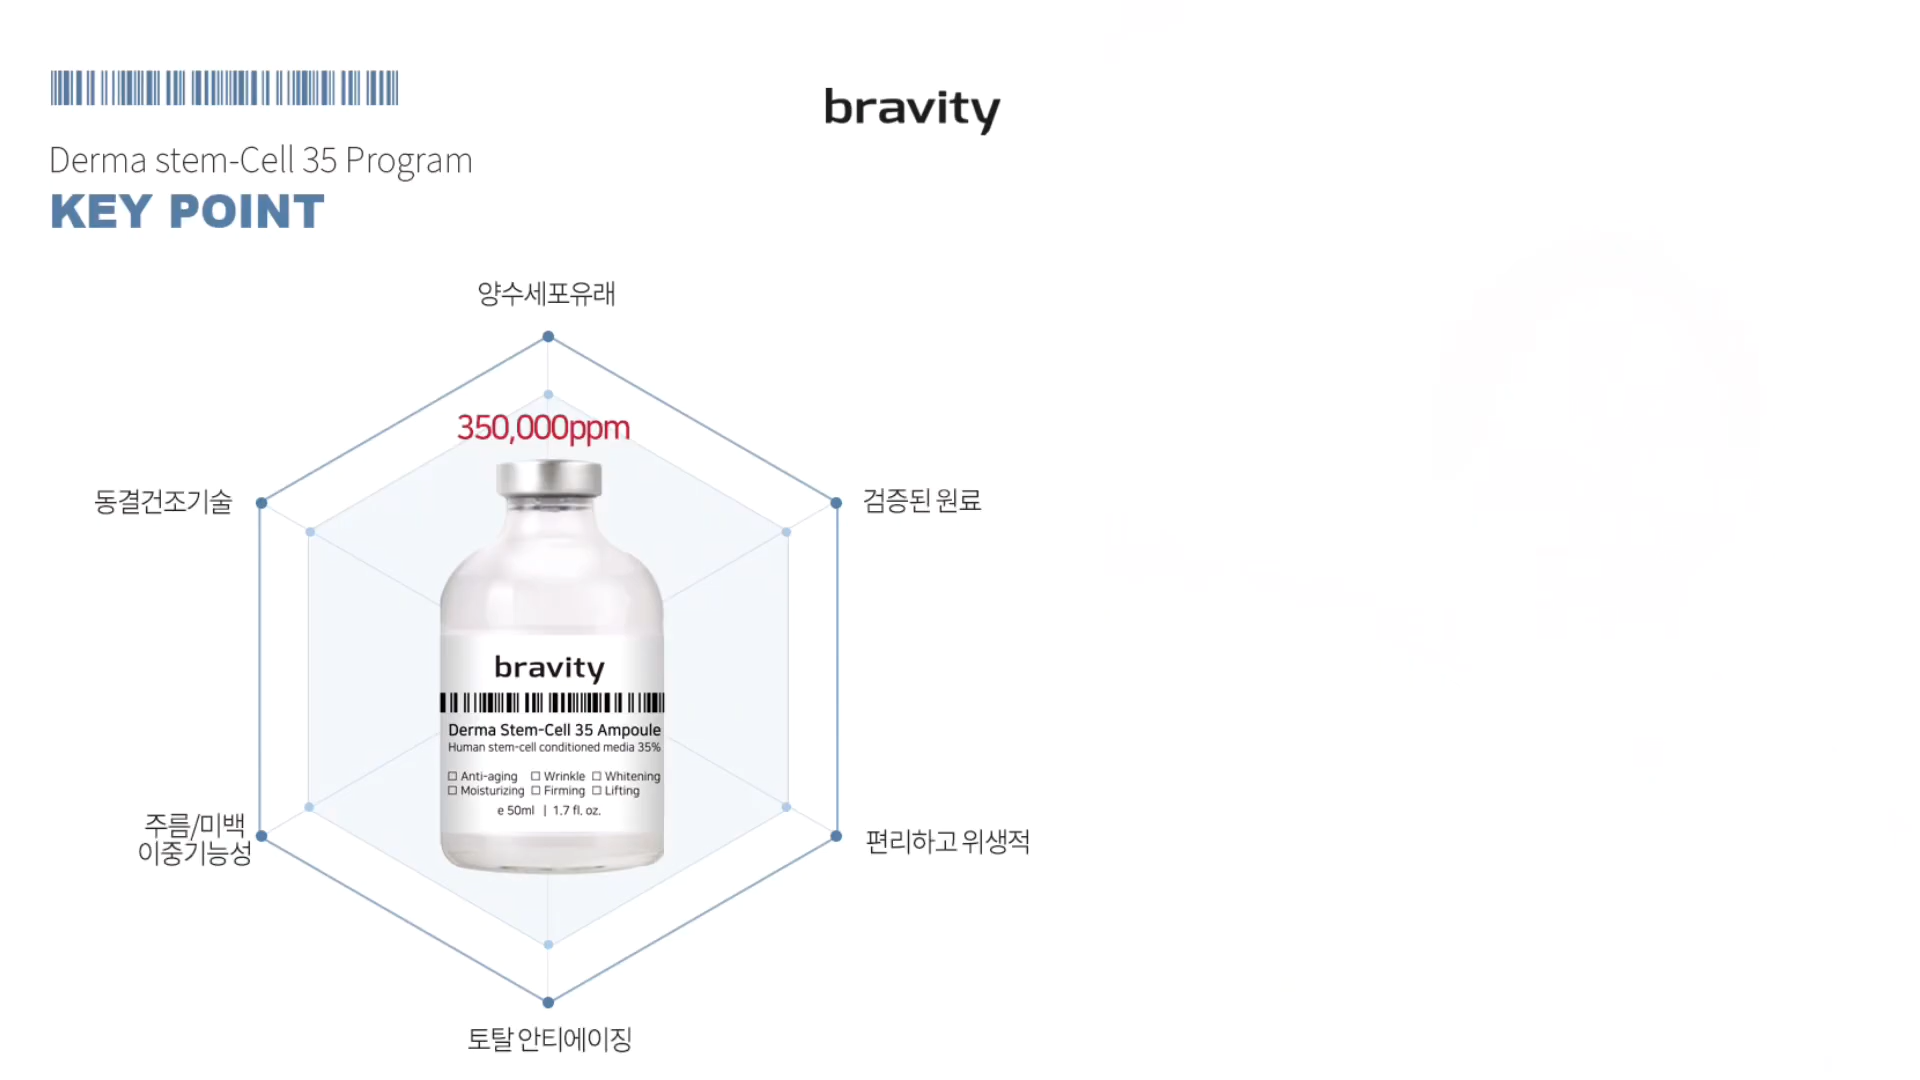 bravity
Derma stem-Cell 35 Program
KEY POINT
양수세포유래
350,000ppm
동결건조기술
검증된 원료
bravity
Derma Stem-Cell 35 Ampoule
Human stem-cell conditioned media 35%
□ Anti-aging □ Wrinkle □ Whitening
□ Moisturizing □ Firming □ Lifting
e 50ml | 1.7 fl. oz.
주름/미백
이중기능성
편리하고 위생적
토탈 안티에이징